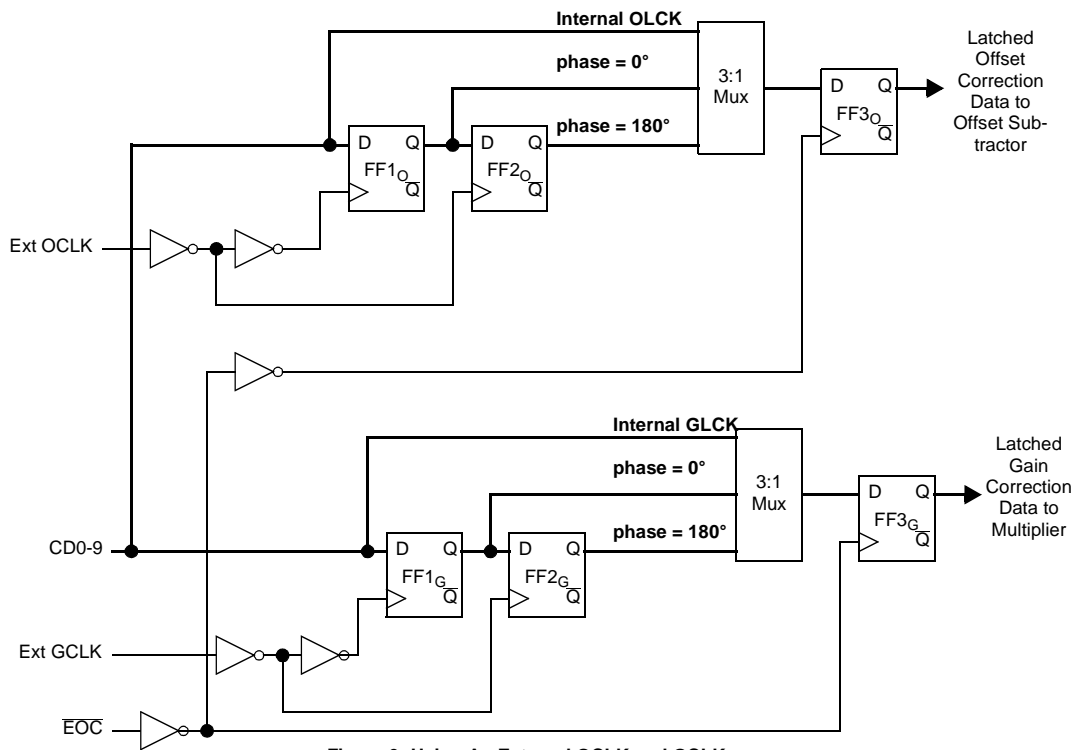 Internal OLCK
phase = 0°
phase = 180°
3:1
Mux
D Q
FF1O
Q
D Q
FF2O
Q
D Q
FF3O
Q
Latched
Offset
Correction
Data to
Offset Sub-
tractor
Ext OCLK
Internal GLCK
phase = 0°
phase = 180°
3:1
Mux
D Q
FF3G
Q
Latched
Gain
Correction
Data to
Multiplier
CD0-9
D Q
FF1G
Q
D Q
FF2G
Q
Ext GCLK
EOC